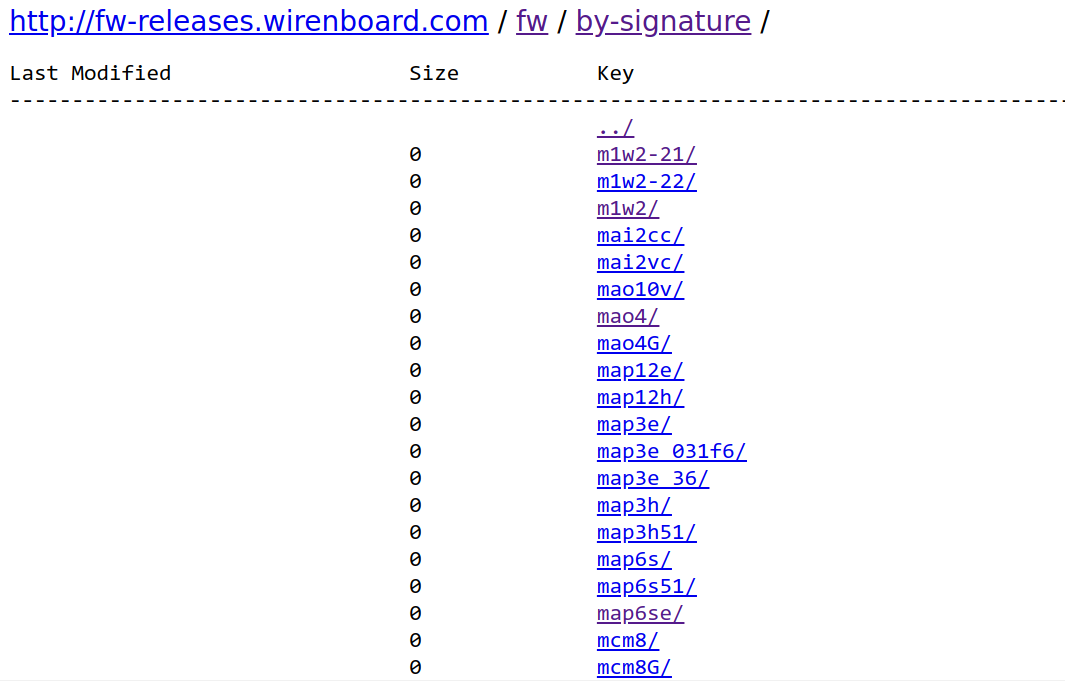 http://fw-releases.wirenboard.com / fw / by-signature /
Last Modified Size Key
----------------------------------------------------------------------------------------
../
0 m1w2-21/
0 m1w2-22/
0 m1w2/
0 mai2cc/
0 mai2vc/
0 mao10v/
0 mao4/
0 mao4G/
0 map12e/
0 map12h/
0 map3e/
0 map3e_031f6/
0 map3e_36/
0 map3h/
0 map3h51/
0 map6s/
0 map6s51/
0 map6se/
0 mcm8/
0 mcm8G/